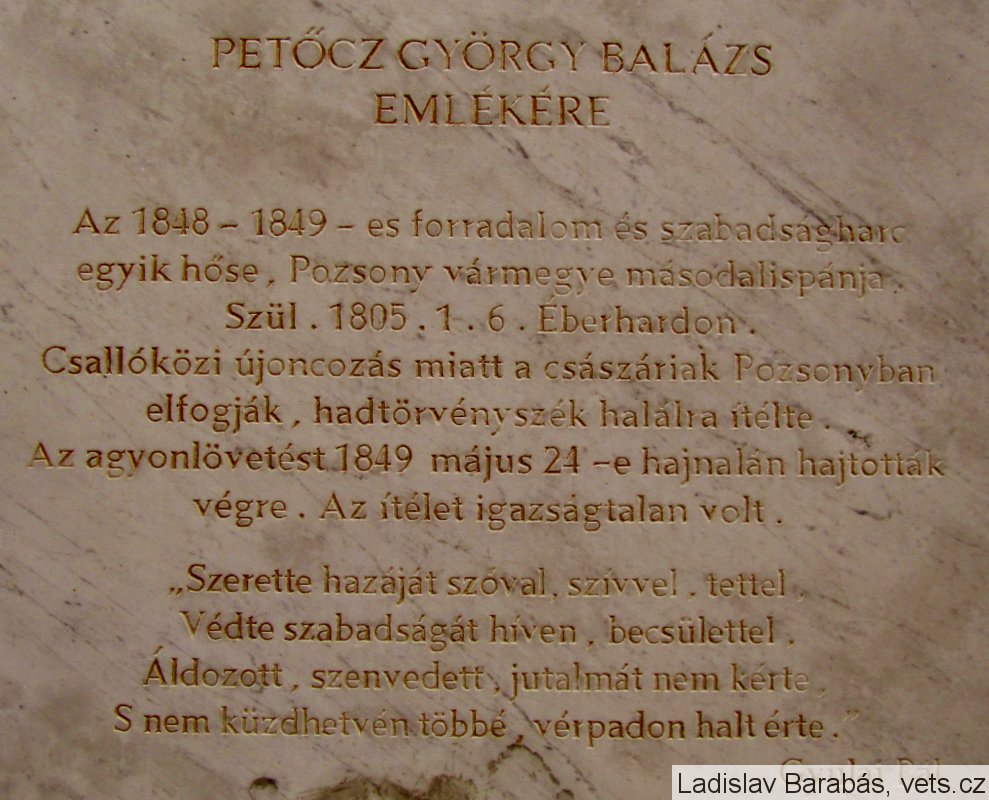 PETŐCZ GYÖRGY BALÁZS
EMLÉKÉRE
Az 1848 – 1849 – es forradalom és szabadságharc
egyik hőse, Pozsony vármegye másodalispánja.
Szül. 1805. 1. 6. Éberhardon.
Csallóközi újoncozás miatt a császáriak Pozsonyban
elfogják, hadtörvényszék halálra ítélte.
Az agyonlövetést 1849 május 24 –e hajnalán hajtották
végre. Az ítélet igazságtalan volt.
„Szerette hazáját szóval, szívvel, tettel,
Védte szabadságát híven, becsülettel.
Áldozott, szenvedett, jutalmát nem kérte,
S nem küzdhetvén többé, vérpadon halt érte.”
Gyulai Pál
Ladislav Barabás, vets.cz